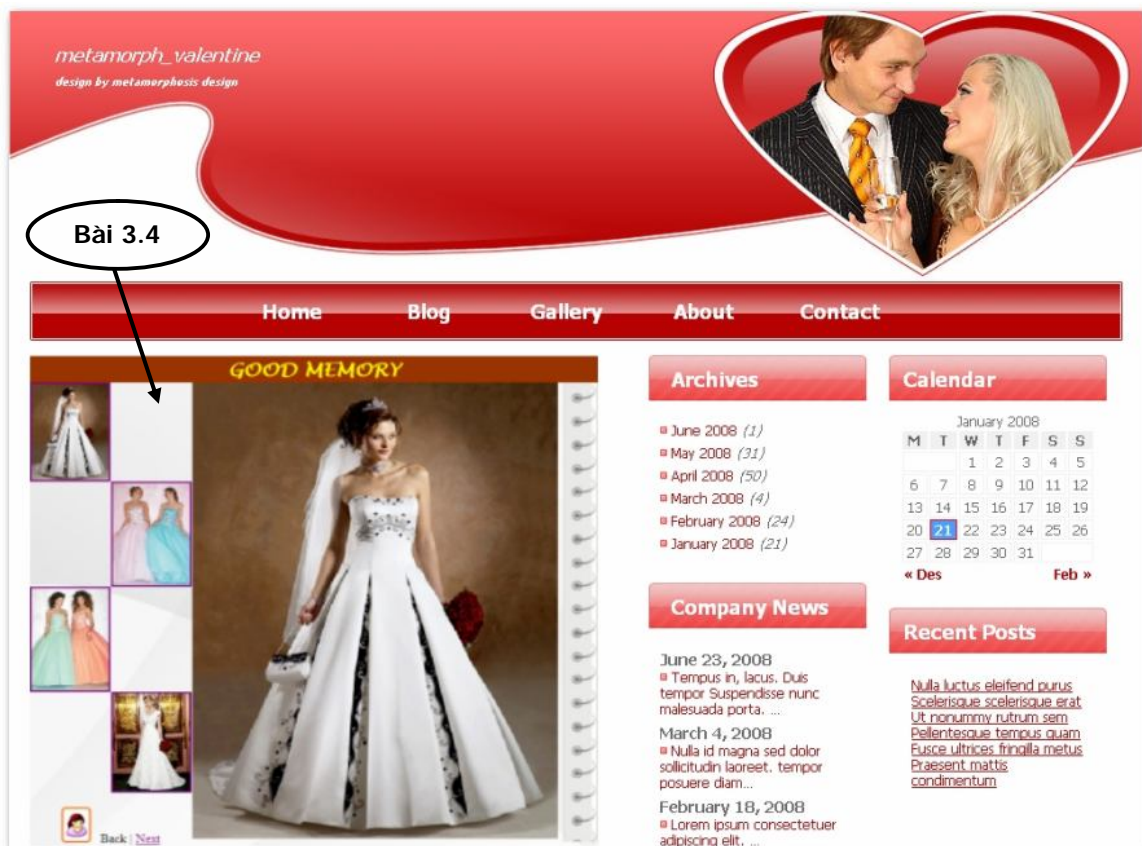 metamorph_valentine
design by metamorphosis design
Bài 3.4
Home Blog Gallery About Contact
GOOD MEMORY
Back | Next
Archives
June 2008 (1)
May 2008 (31)
April 2008 (50)
March 2008 (4)
February 2008 (24)
January 2008 (21)
Company News
June 23, 2008
Tempus in, lacus. Duis
tempor Suspendisse nunc
malesuada porta. ...
March 4, 2008
Nulla id magna sed dolor
sollicitudin laoreet. tempor
posuere diam...
February 18, 2008
Lorem ipsum consectetuer
adipiscing elit. ...
Calendar
January 2008
M T W T F S S
1 2 3 4 5
6 7 8 9 10 11 12
13 14 15 16 17 18 19
20 21 22 23 24 25 26
27 28 29 30 31
« Des Feb »
Recent Posts
Nulla luctus eleifend purus
Scelerisque scelerisque erat
Ut nonummy rutrum sem
Pellentesque tempus quam
Fusce ultrices fringilla metus
Praesent mattis
condimentum